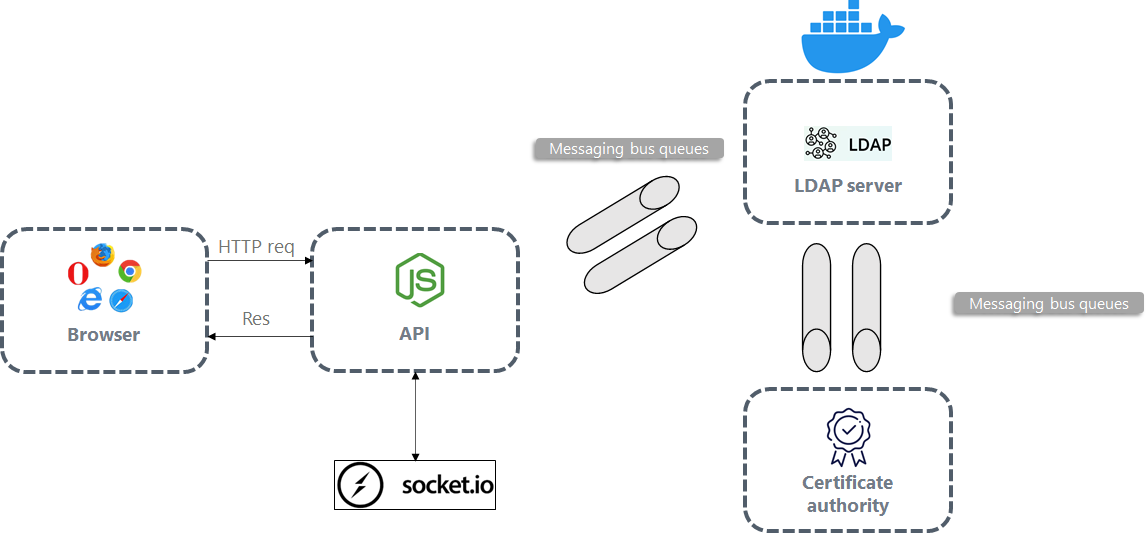 Messaging bus queues
LDAP
LDAP server
HTTP req
Res
Browser
JS
API
Messaging bus queues
socket.io
Certificate
authority